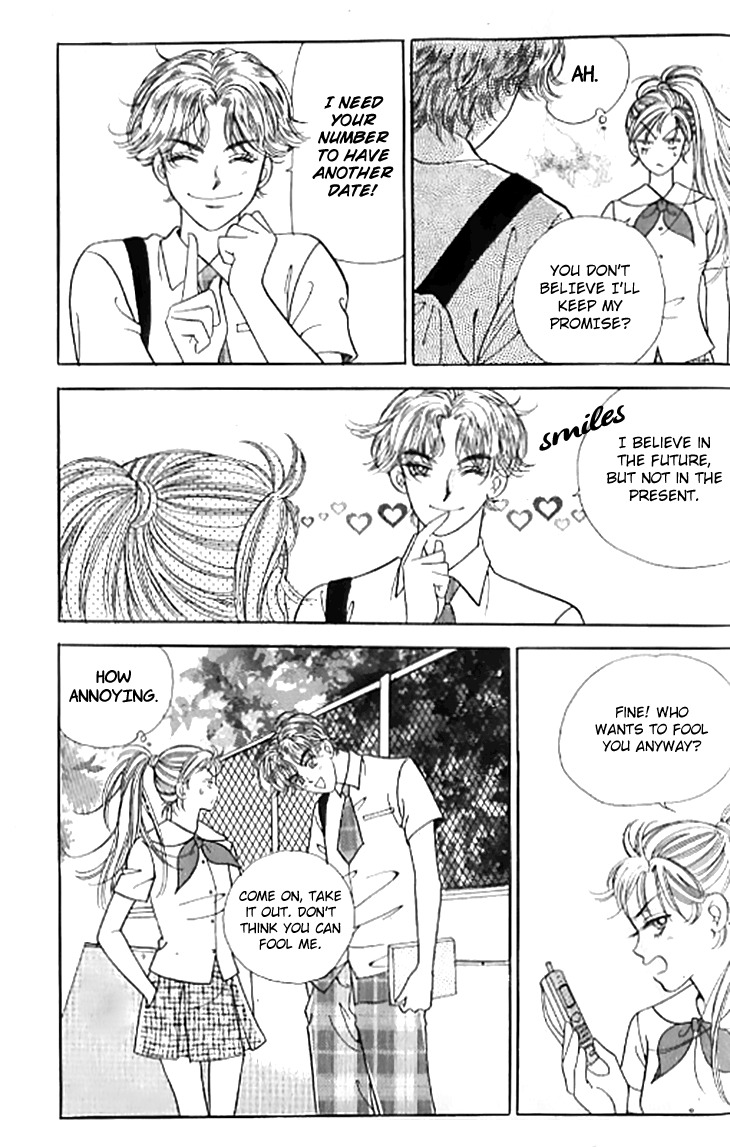 I NEED
YOUR
NUMBER
TO HAVE
ANOTHER
DATE!
AH.
YOU DON'T
BELIEVE I'LL
KEEP MY
PROMISE?
smiles
I BELIEVE IN
THE FUTURE,
BUT NOT IN THE
PRESENT.
HOW
ANNOYING.
COME ON, TAKE
IT OUT. DON'T
THINK YOU CAN
FOOL ME.
FINE! WHO
WANTS TO FOOL
YOU ANYWAY?